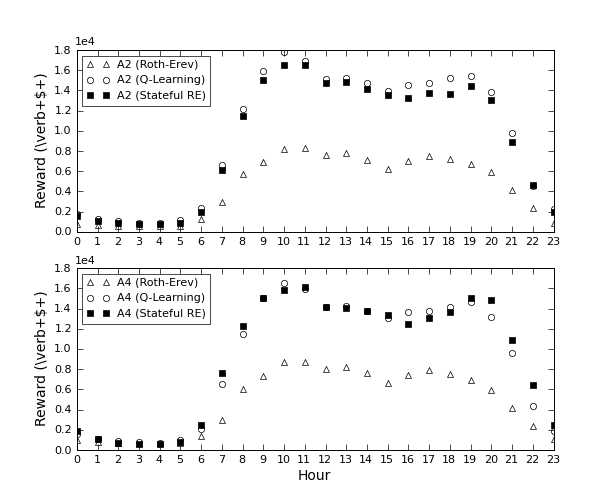 1e4
1.8
1.6
1.4
1.2
1.0
0.8
0.6
0.4
0.2
0.0
Reward (\verb+$+)
A2 (Roth-Erev)
A2 (Q-Learning)
A2 (Stateful RE)
0 1 2 3 4 5 6 7 8 9 10 11 12 13 14 15 16 17 18 19 20 21 22 23
1e4
1.8
1.6
1.4
1.2
1.0
0.8
0.6
0.4
0.2
0.0
Reward (\verb+$+)
A4 (Roth-Erev)
A4 (Q-Learning)
A4 (Stateful RE)
0 1 2 3 4 5 6 7 8 9 10 11 12 13 14 15 16 17 18 19 20 21 22 23
Hour